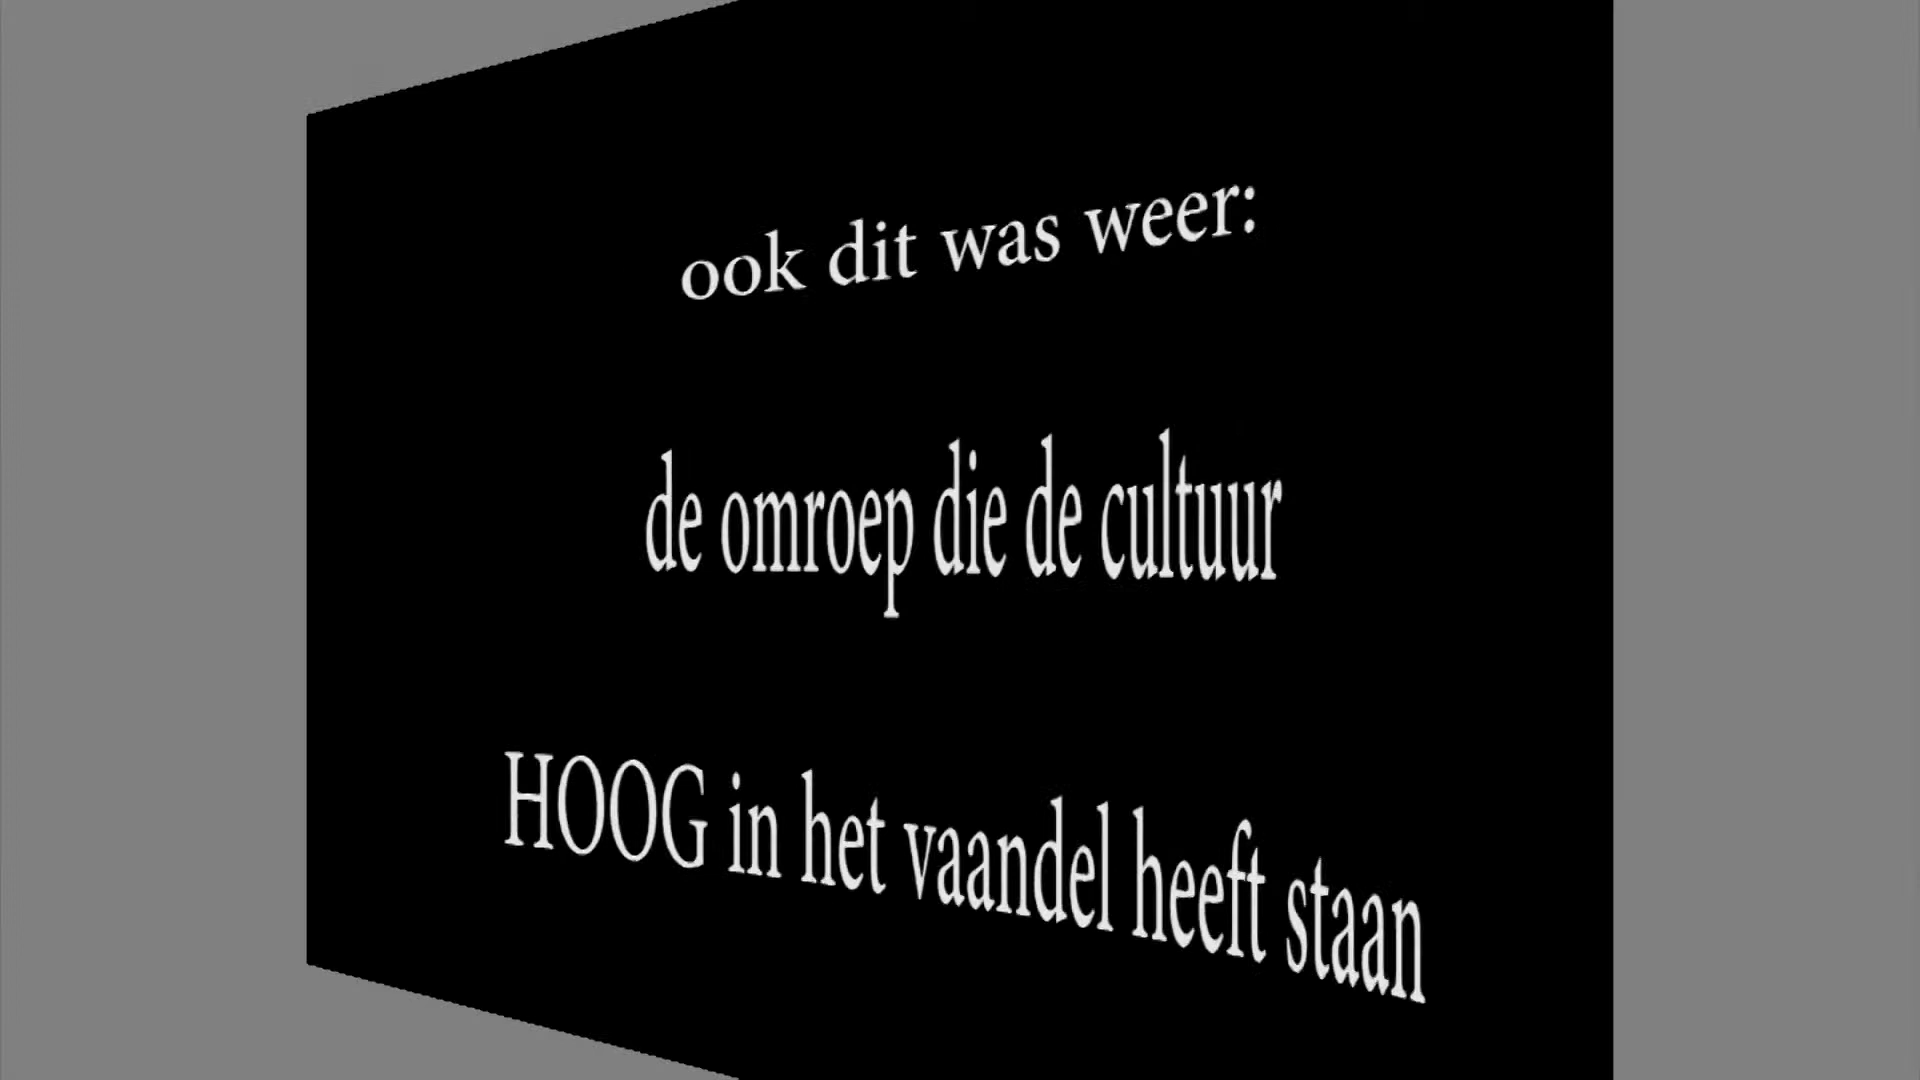 ook dit was weer:
de omroep die de cultuur
HOOG in het vaandel heeft staan